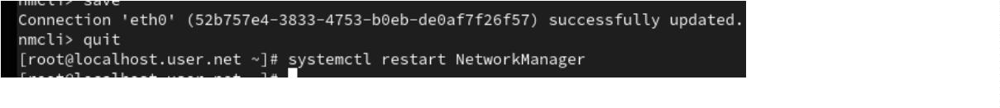 nmcli> save
Connection 'eth0' (52b757e4-3833-4753-b0eb-de0af7f26f57) successfully updated.
nmcli> quit
[root@localhost.user.net ~]# systemctl restart NetworkManager
[root@localhost.user.net ~]#